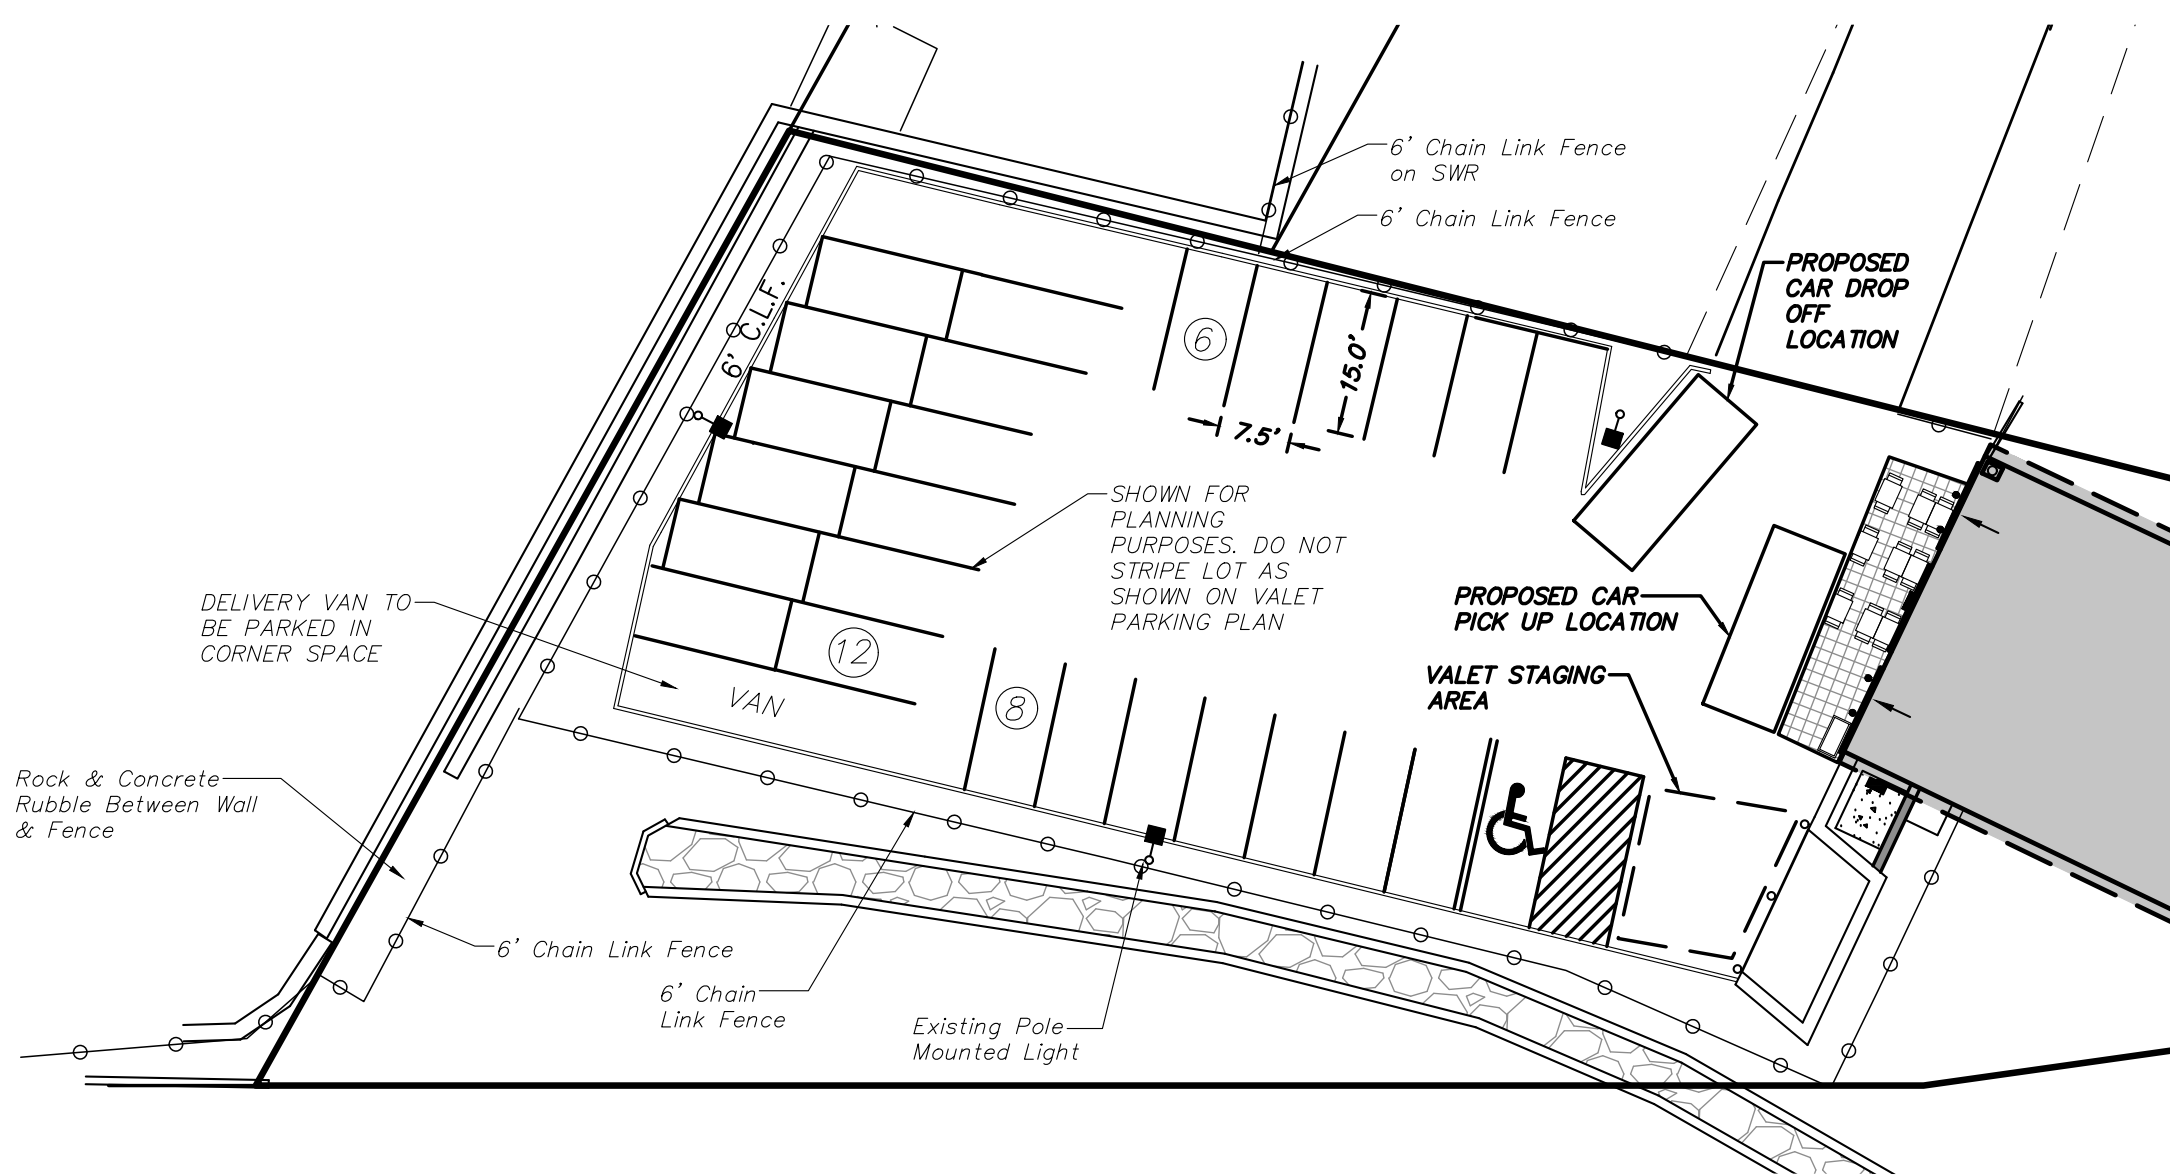 6' Chain Link Fence
on SWR
6' Chain Link Fence
PROPOSED
CAR DROP
OFF
LOCATION
6' C.L.F.
6
15.0'
7.5'
SHOWN FOR
PLANNING
PURPOSES. DO NOT
STRIPE LOT AS
SHOWN ON VALET
PARKING PLAN
DELIVERY VAN TO
BE PARKED IN
CORNER SPACE
PROPOSED CAR
PICK UP LOCATION
12
VALET STAGING
AREA
VAN
8
Rock & Concrete
Rubble Between Wall
& Fence
6' Chain Link Fence
6' Chain
Link Fence
Existing Pole
Mounted Light